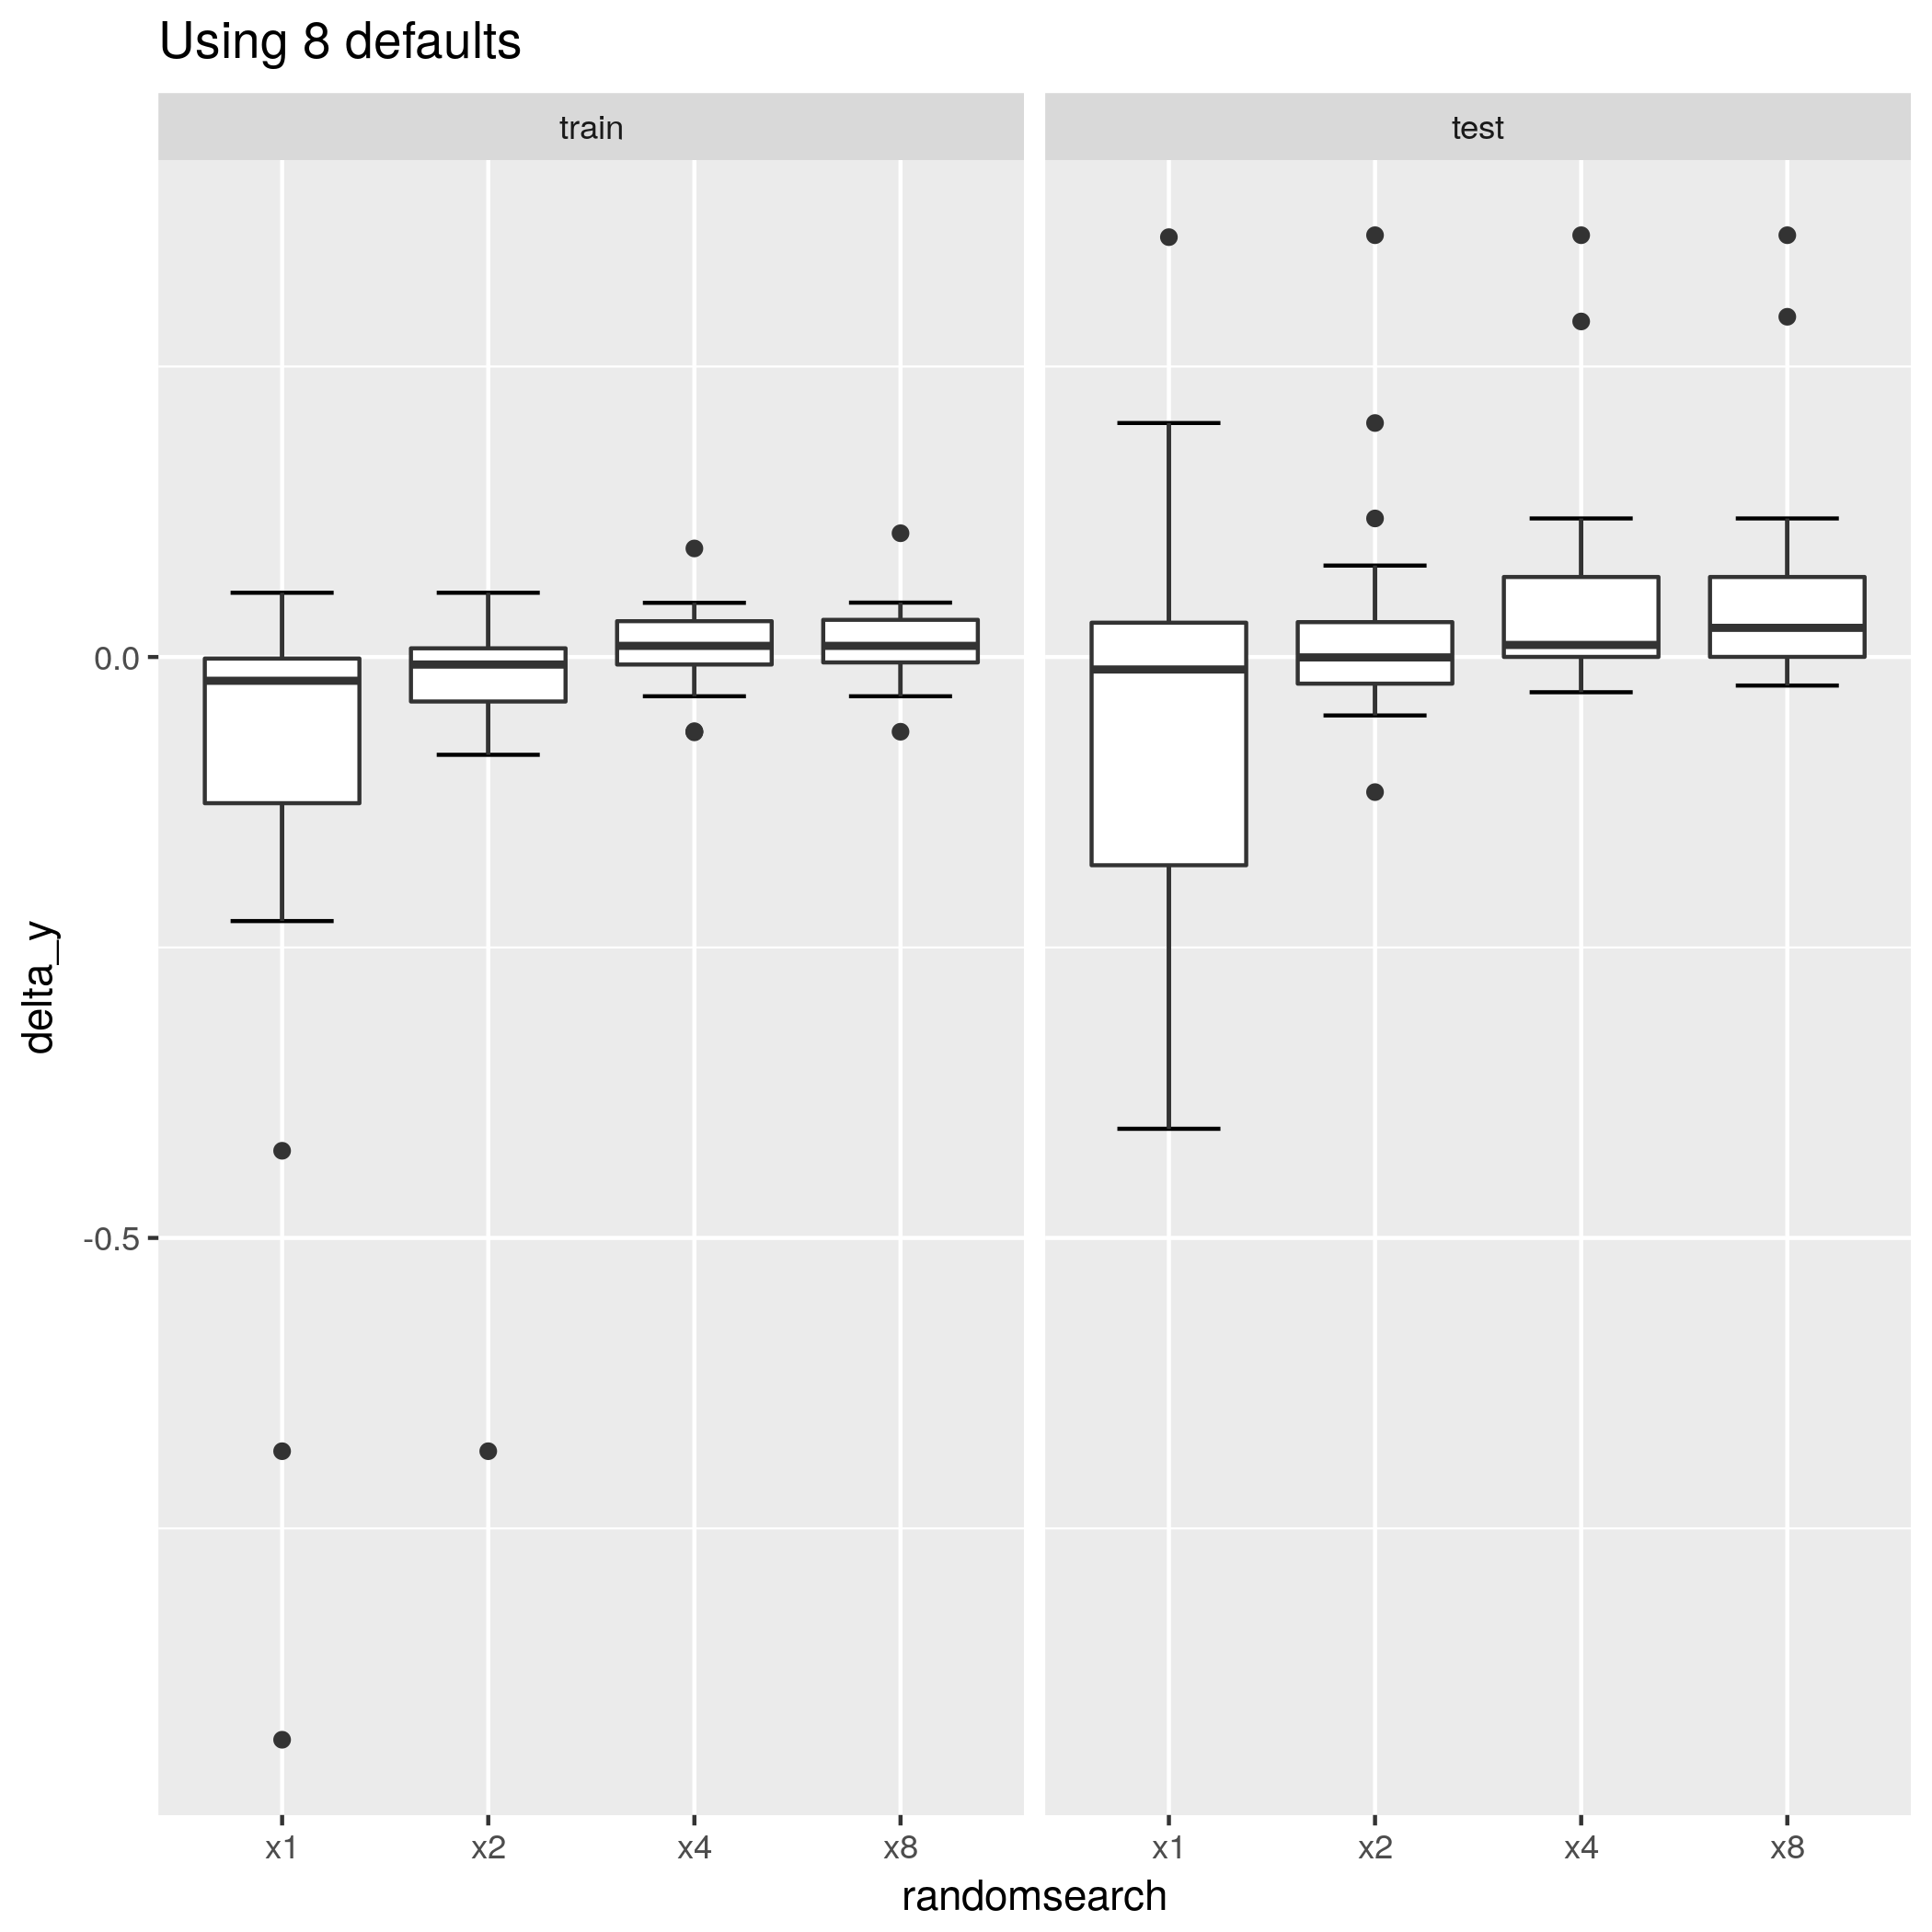 Using 8 defaults
train
test
delta_y
0.0
-0.5
x1 x2 x4 x8
x1 x2 x4 x8
randomsearch